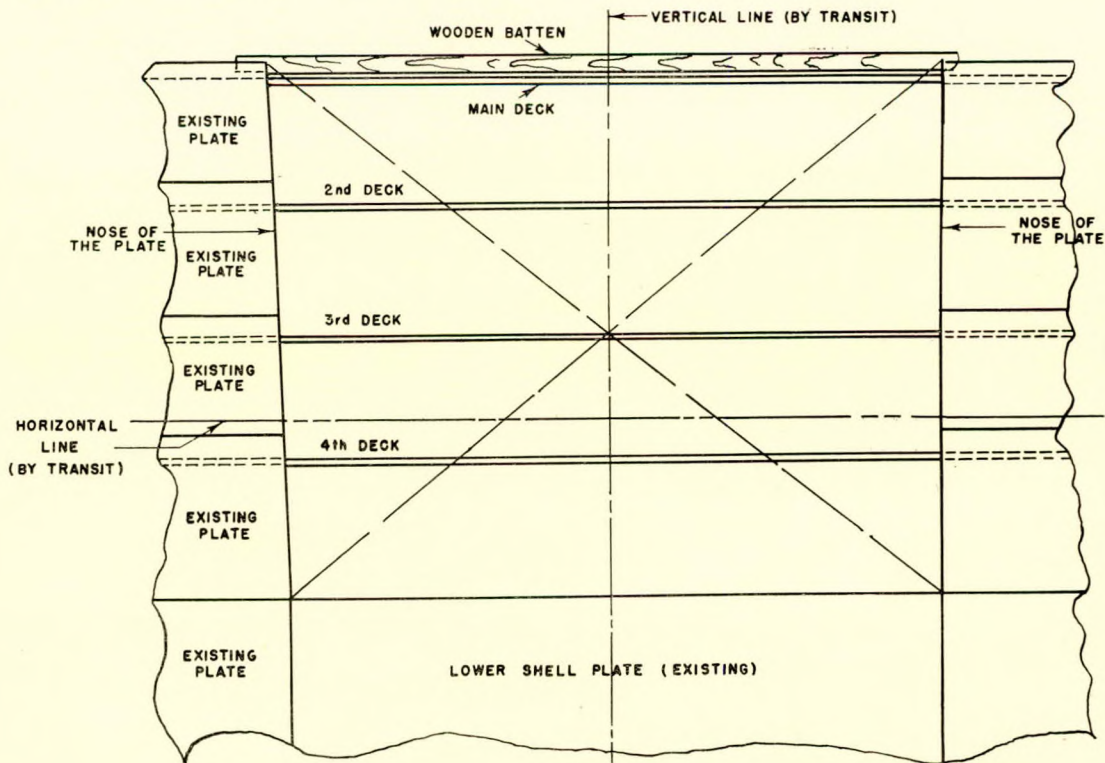 VERTICAL LINE (BY TRANSIT)
WOODEN BATTEN
MAIN DECK
EXISTING
PLATE
2nd DECK
NOSE OF
THE PLATE
NOSE OF
THE PLATE
EXISTING
PLATE
3rd DECK
EXISTING
PLATE
HORIZONTAL
LINE
(BY TRANSIT)
4th DECK
EXISTING
PLATE
EXISTING
PLATE
LOWER SHELL PLATE (EXISTING)